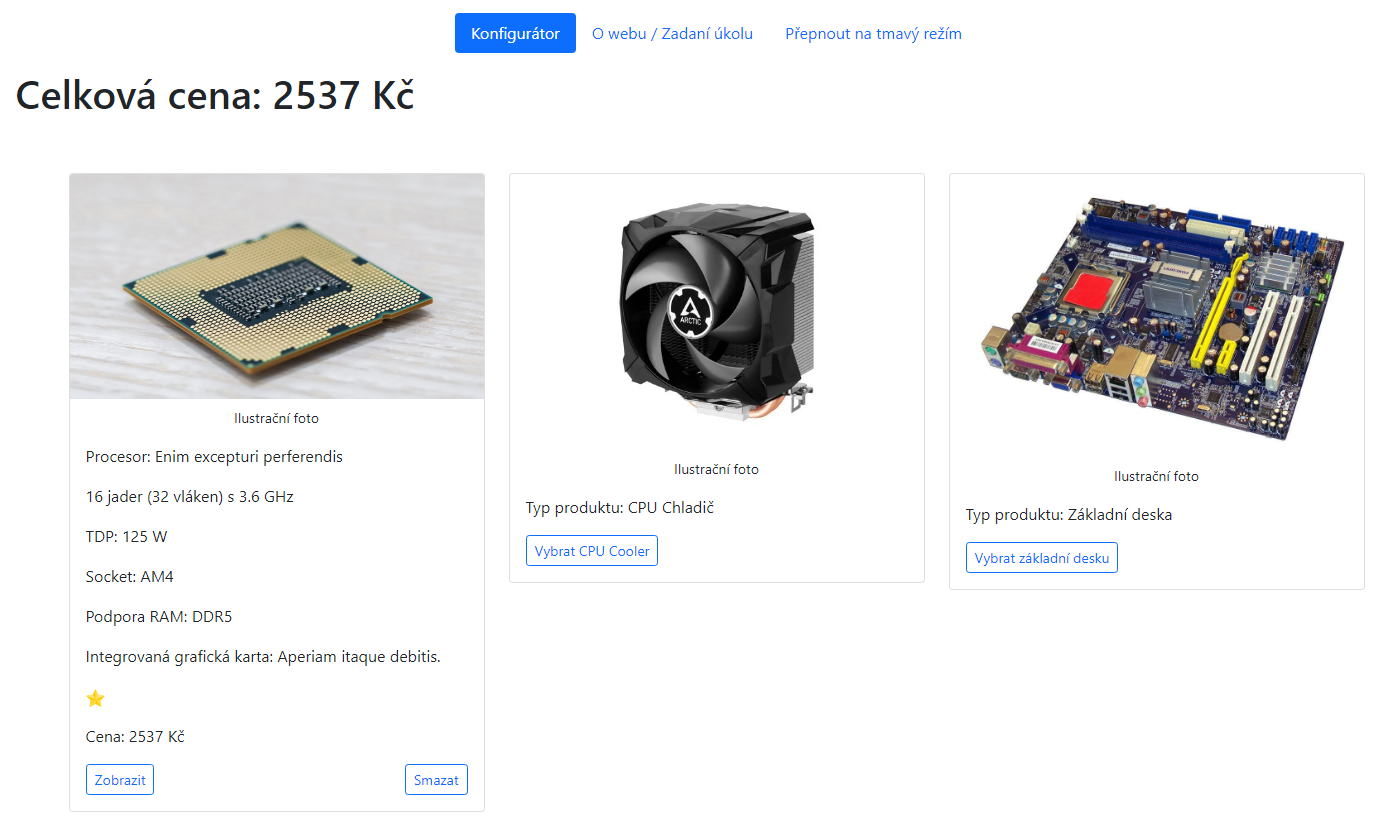 Konfigurátor
O webu / Zadaní úkolu
Přepnout na tmavý režím
Celková cena: 2537 Kč
Ilustrační foto
Procesor: Enim excepturi perferendis
16 jader (32 vláken) s 3.6 GHz
TDP: 125 W
Socket: AM4
Podpora RAM: DDR5
Integrovaná grafická karta: Aperiam itaque debitis.
Cena: 2537 Kč
Zobrazit
Smazat
ARCTIC
Ilustrační foto
Typ produktu: CPU Chladič
Vybrat CPU Cooler
Ilustrační foto
Typ produktu: Základní deska
Vybrat základní desku